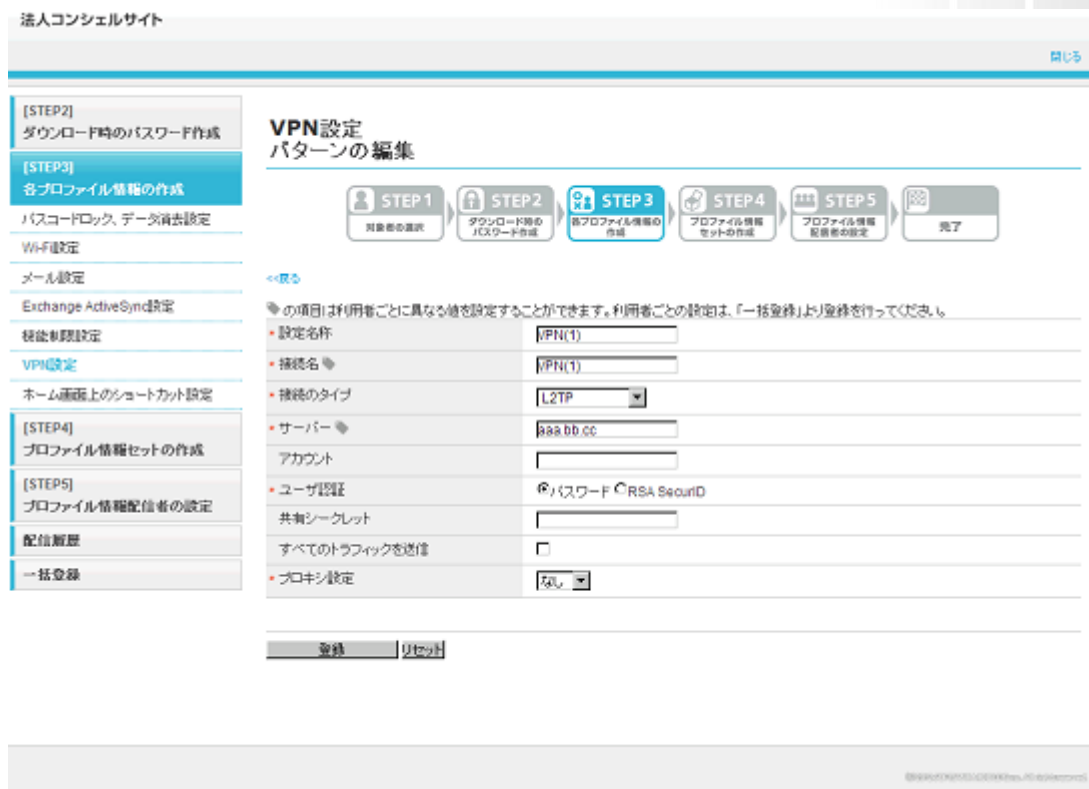 法人コンシェルサイト
閉じる
[STEP2]
ダウンロード時のパスワード作成
[STEP3]
各プロファイル情報の作成
パスコードロック、データ消去設定
Wi-Fi設定
メール設定
Exchange ActiveSync設定
機能制限設定
VPN設定
ホーム画面上のショートカット設定
[STEP4]
プロファイル情報セットの作成
[STEP5]
プロファイル情報配信者の設定
配信履歴
一括登録
VPN設定
パターンの編集
STEP1
対象者の選択
STEP2
ダウンロード時の
パスワード作成
STEP3
各プロファイル情報の
作成
STEP4
プロファイル情報
セットの作成
STEP5
プロファイル情報
配信者の設定
完了
<<戻る
の項目は利用者ごとに異なる値を設定することができます。利用者ごとの設定は、「一括登録」より登録を行ってください。
* 設定名称 VPN(1)
* 接続名 VPN(1)
* 接続のタイプ L2TP
* サーバー aaa.bb.cc
アカウント
* ユーザ認証 パスワード RSA SecurID
共有シークレット
すべてのトラフィックを送信
* プロキシ設定 なし
登録 リセット